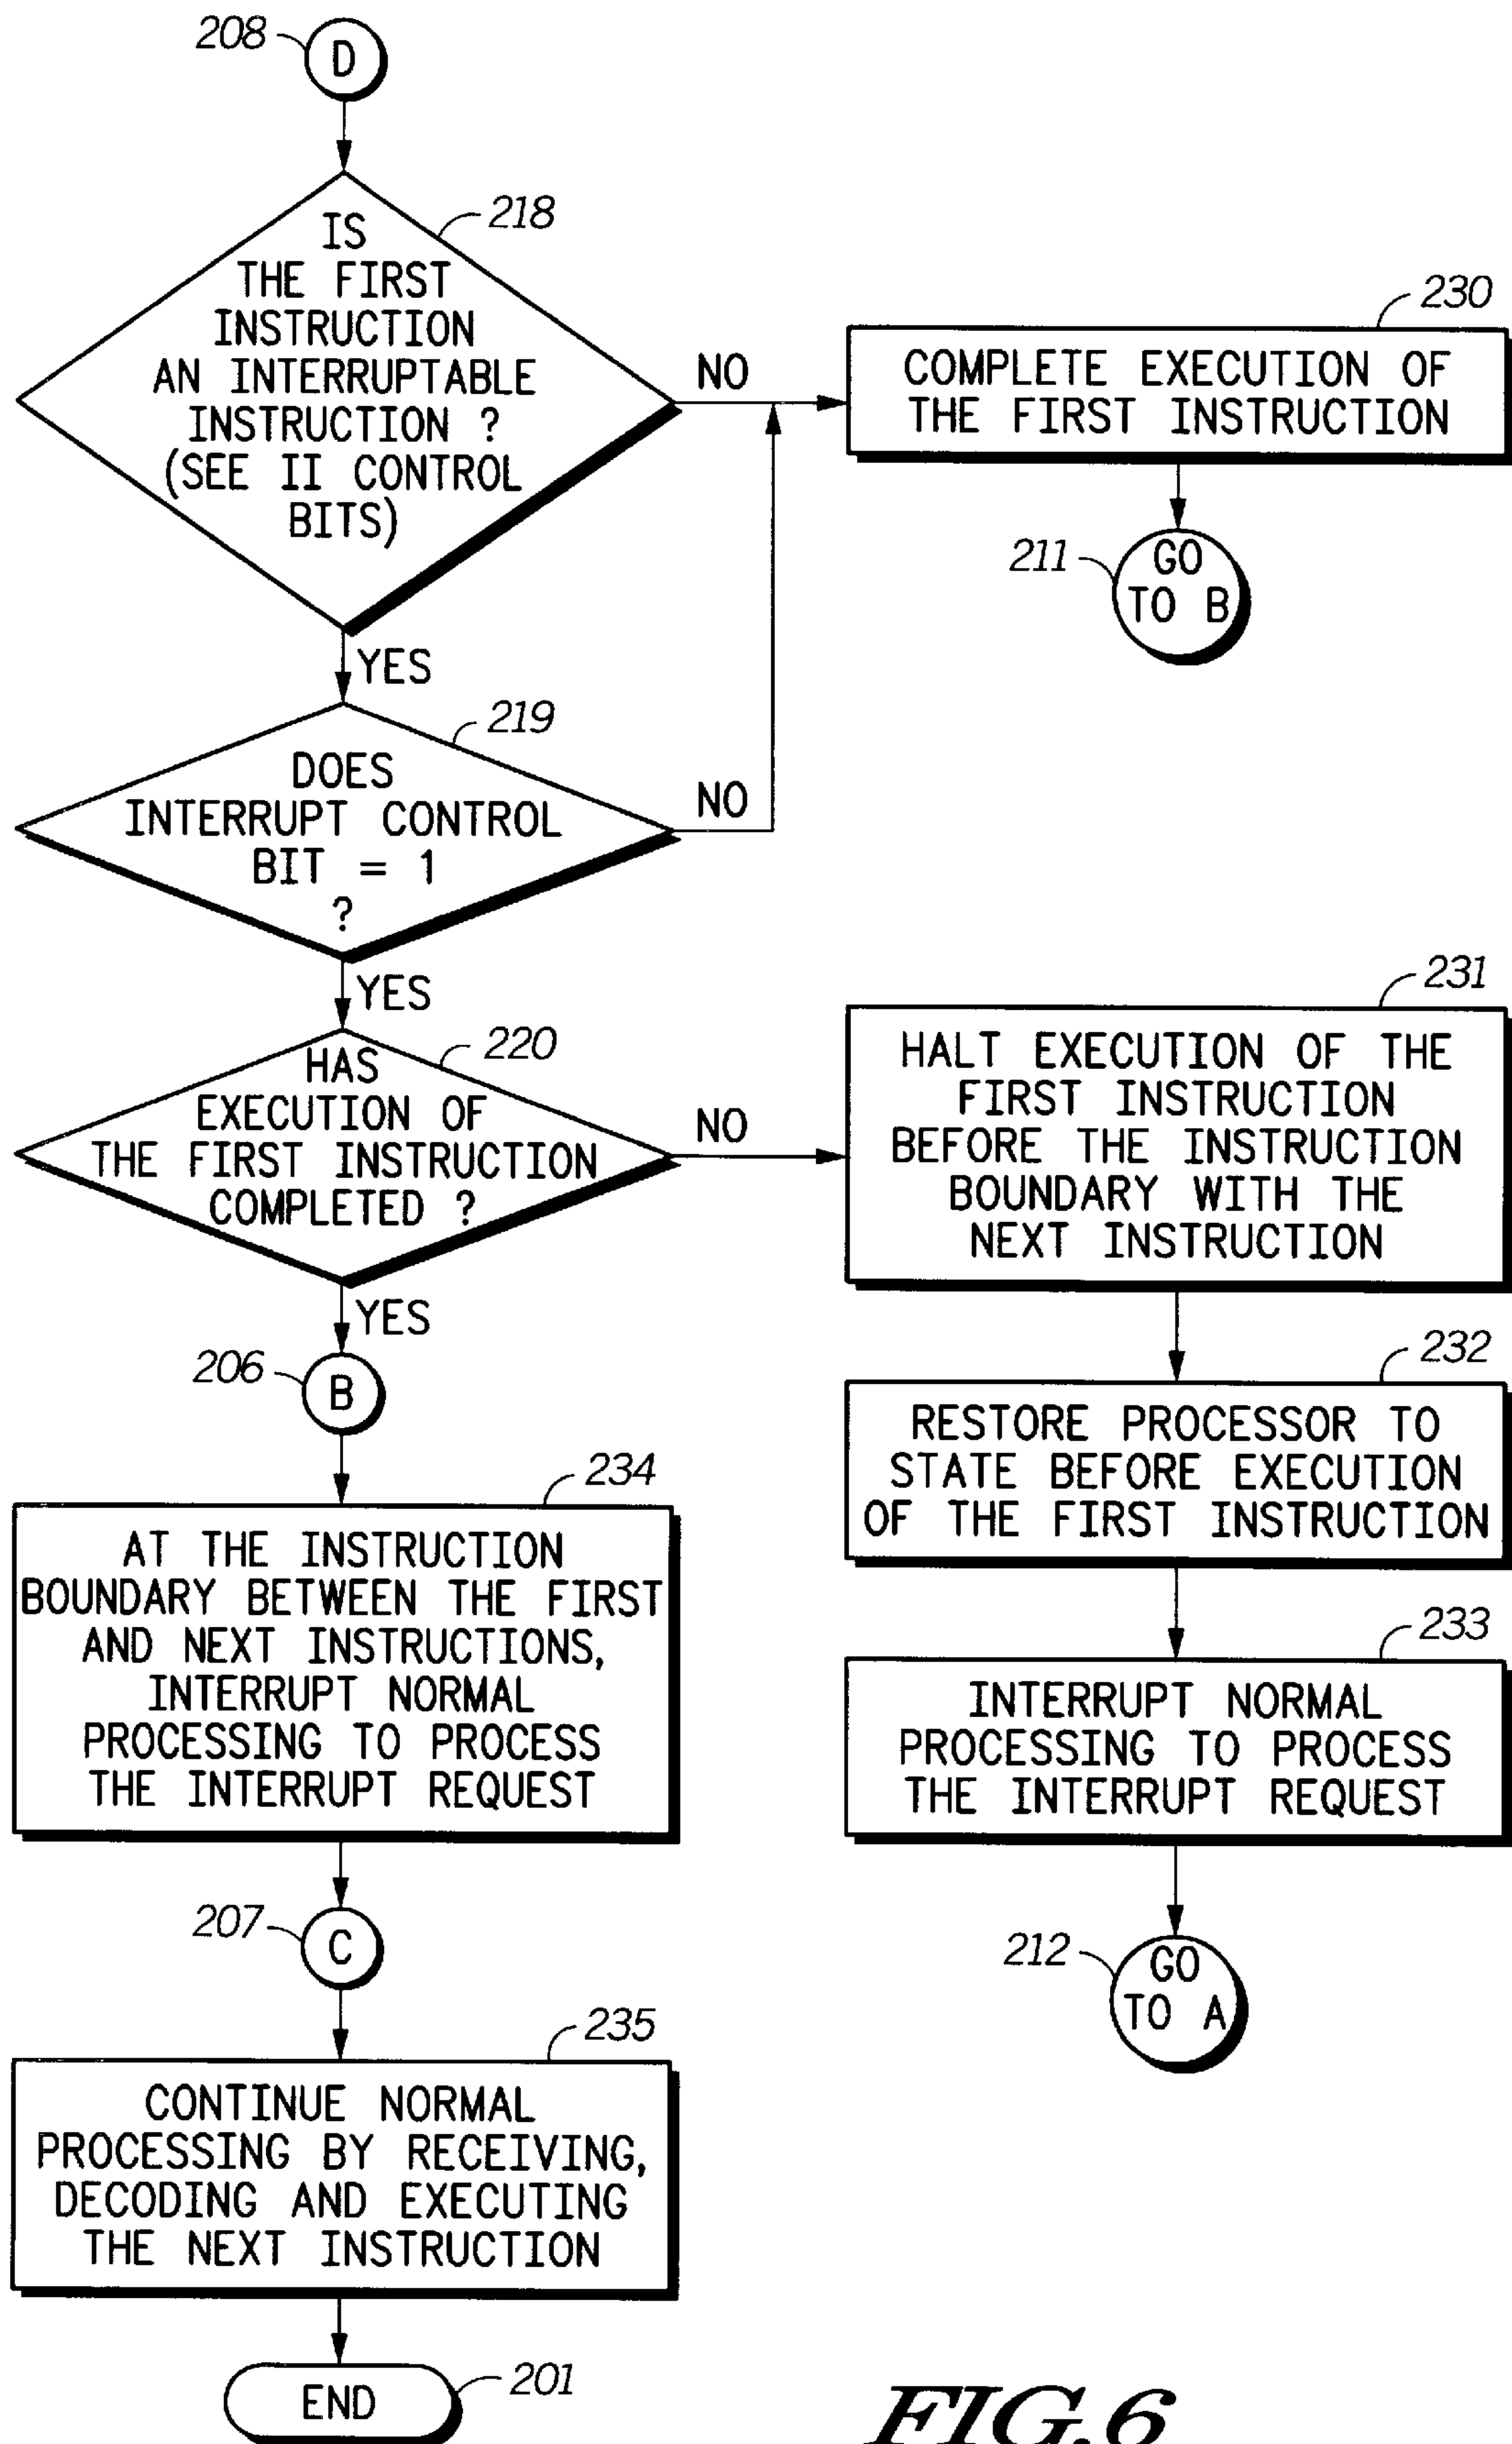 208
D
IS
THE FIRST
INSTRUCTION
AN INTERRUPTABLE
INSTRUCTION ?
(SEE II CONTROL
BITS)
218
NO
YES
230
COMPLETE EXECUTION OF
THE FIRST INSTRUCTION
211
GO
TO B
219
DOES
INTERRUPT CONTROL
BIT = 1
?
NO
YES
220
HAS
EXECUTION OF
THE FIRST INSTRUCTION
COMPLETED ?
NO
YES
231
HALT EXECUTION OF THE
FIRST INSTRUCTION
BEFORE THE INSTRUCTION
BOUNDARY WITH THE
NEXT INSTRUCTION
232
RESTORE PROCESSOR TO
STATE BEFORE EXECUTION
OF THE FIRST INSTRUCTION
233
INTERRUPT NORMAL
PROCESSING TO PROCESS
THE INTERRUPT REQUEST
212
GO
TO A
206
B
234
AT THE INSTRUCTION
BOUNDARY BETWEEN THE FIRST
AND NEXT INSTRUCTIONS,
INTERRUPT NORMAL
PROCESSING TO PROCESS
THE INTERRUPT REQUEST
207
C
235
CONTINUE NORMAL
PROCESSING BY RECEIVING,
DECODING AND EXECUTING
THE NEXT INSTRUCTION
END
201
FIG.6